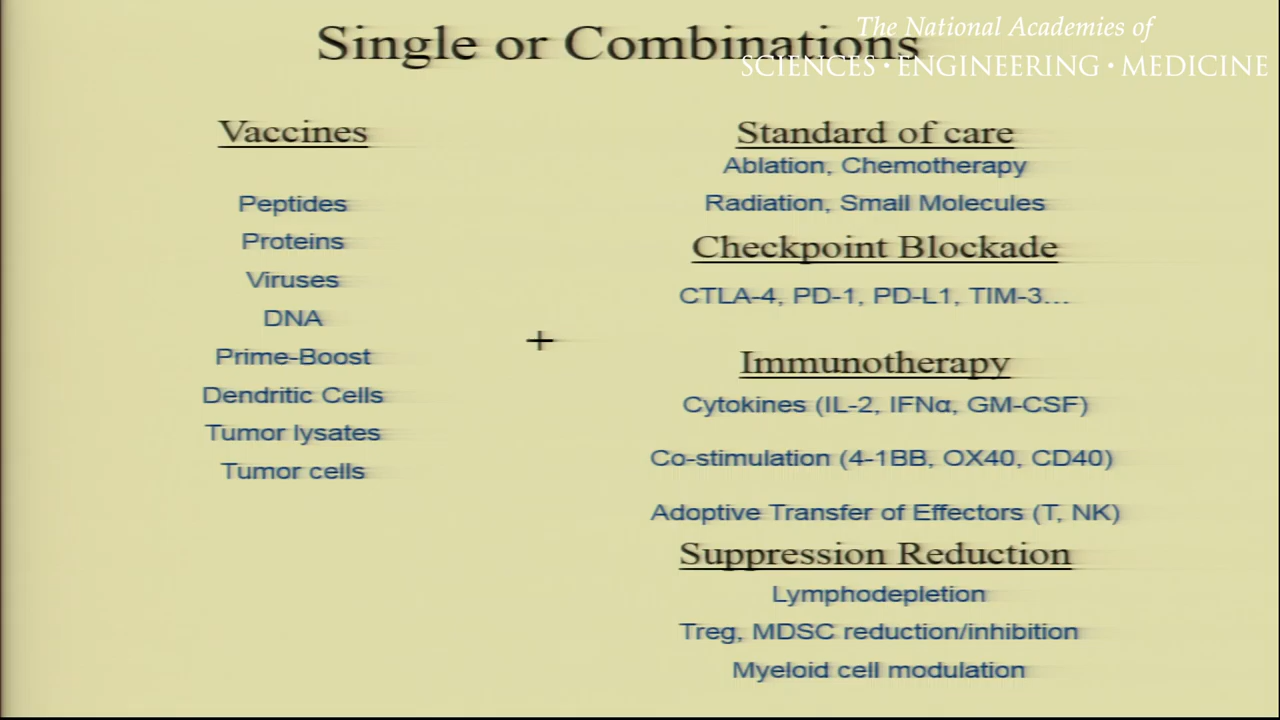 The National Academies of
SCIENCES • ENGINEERING • MEDICINE
Single or Combinations
Vaccines
Peptides
Proteins
Viruses
DNA
Prime-Boost
Dendritic Cells
Tumor lysates
Tumor cells
+
Standard of care
Ablation, Chemotherapy
Radiation, Small Molecules
Checkpoint Blockade
CTLA-4, PD-1, PD-L1, TIM-3...
Immunotherapy
Cytokines (IL-2, IFNα, GM-CSF)
Co-stimulation (4-1BB, OX40, CD40)
Adoptive Transfer of Effectors (T, NK)
Suppression Reduction
Lymphodepletion
Treg, MDSC reduction/inhibition
Myeloid cell modulation